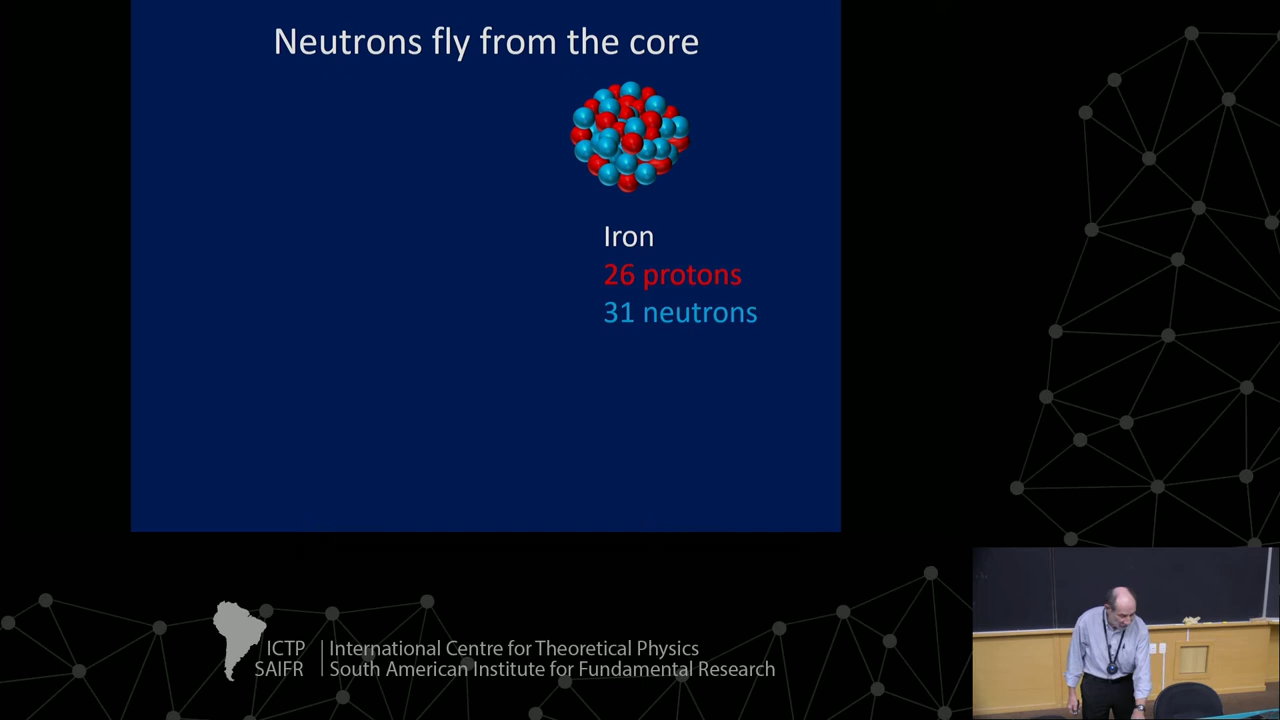 Neutrons fly from the core
Iron
26 protons
31 neutrons
ICTP
SAIFR
International Centre for Theoretical Physics
South American Institute for Fundamental Research